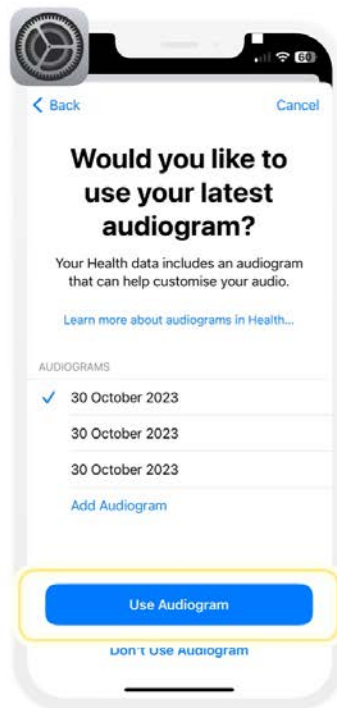 60
Back
Cancel
Would you like to
use your latest
audiogram?
Your Health data includes an audiogram
that can help customise your audio.
Learn more about audiograms in Health...
AUDIOGRAMS
30 October 2023
30 October 2023
30 October 2023
Add Audiogram
Use Audiogram
Don't Use Audiogram